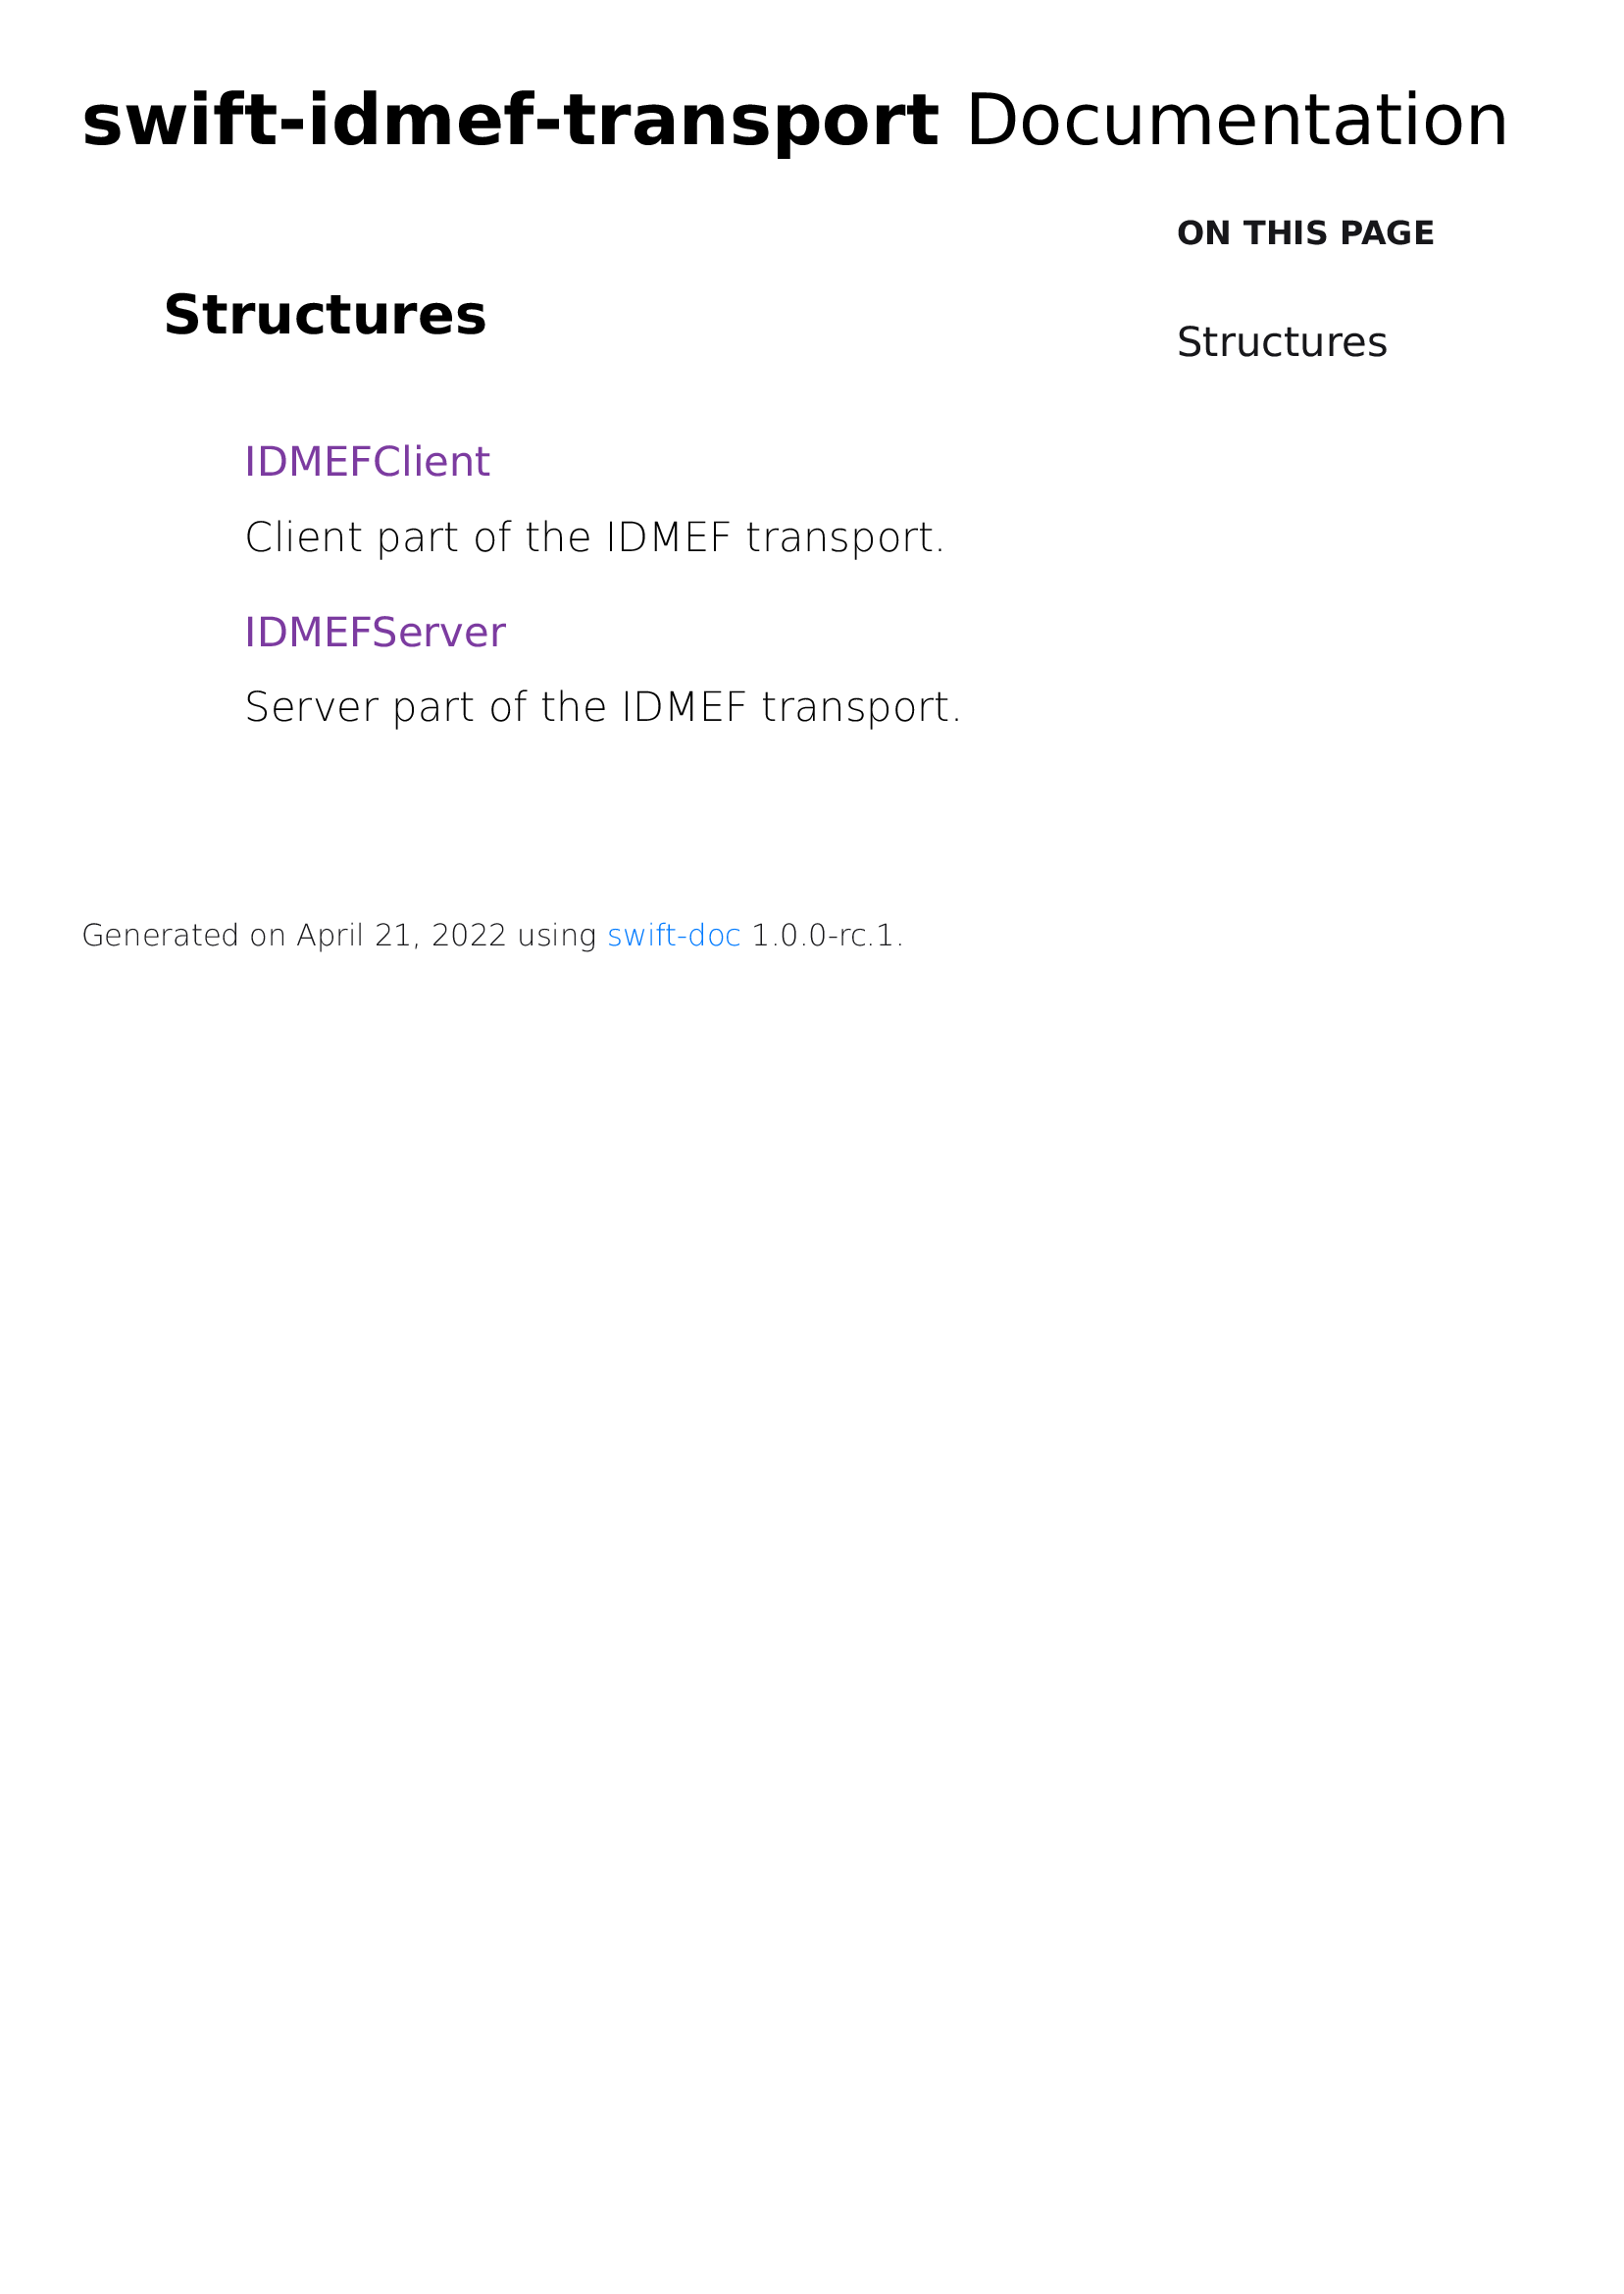 swift-idmef-transport Documentation
ON THIS PAGE
Structures
Structures
IDMEFClient
Client part of the IDMEF transport.
IDMEFServer
Server part of the IDMEF transport.
Generated on April 21, 2022 using swift-doc 1.0.0-rc.1.